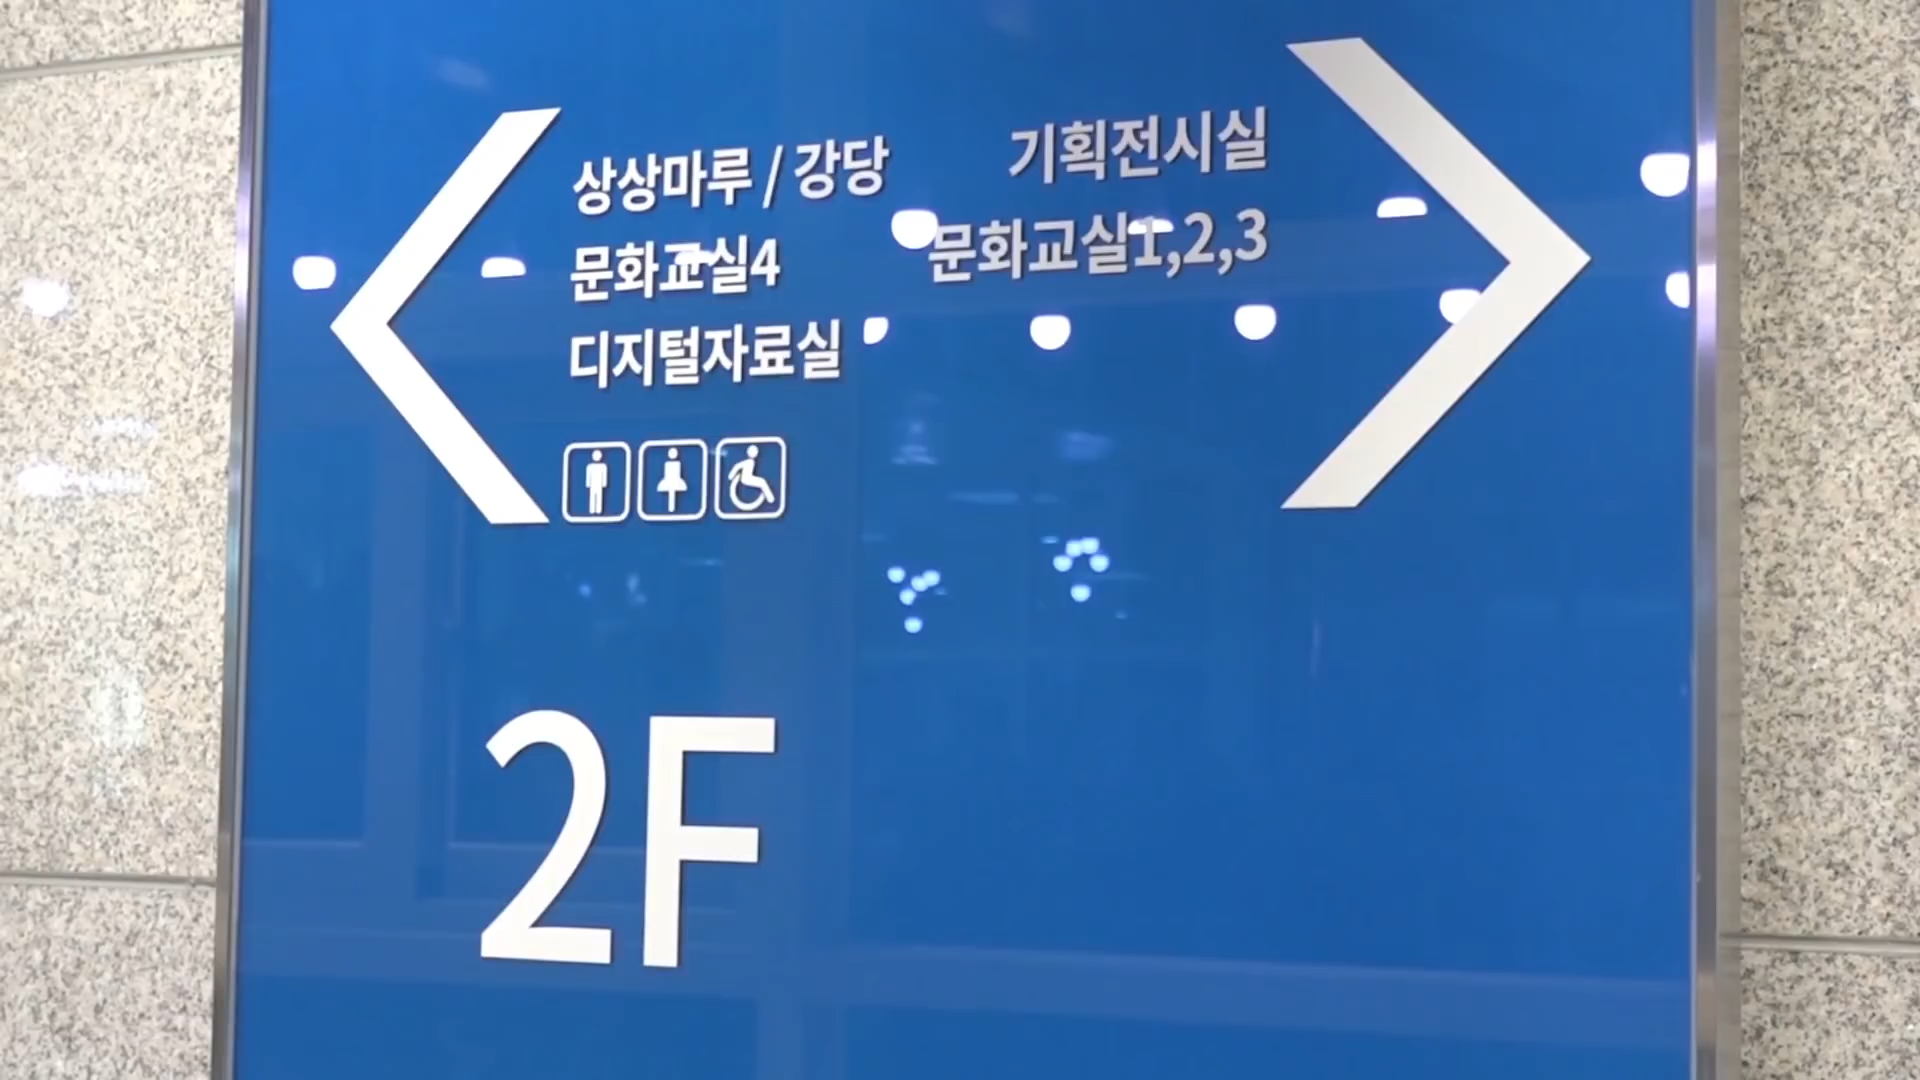 상상마루 / 강당
문화교실4
디지털자료실
기획전시실
문화교실1,2,3
2F